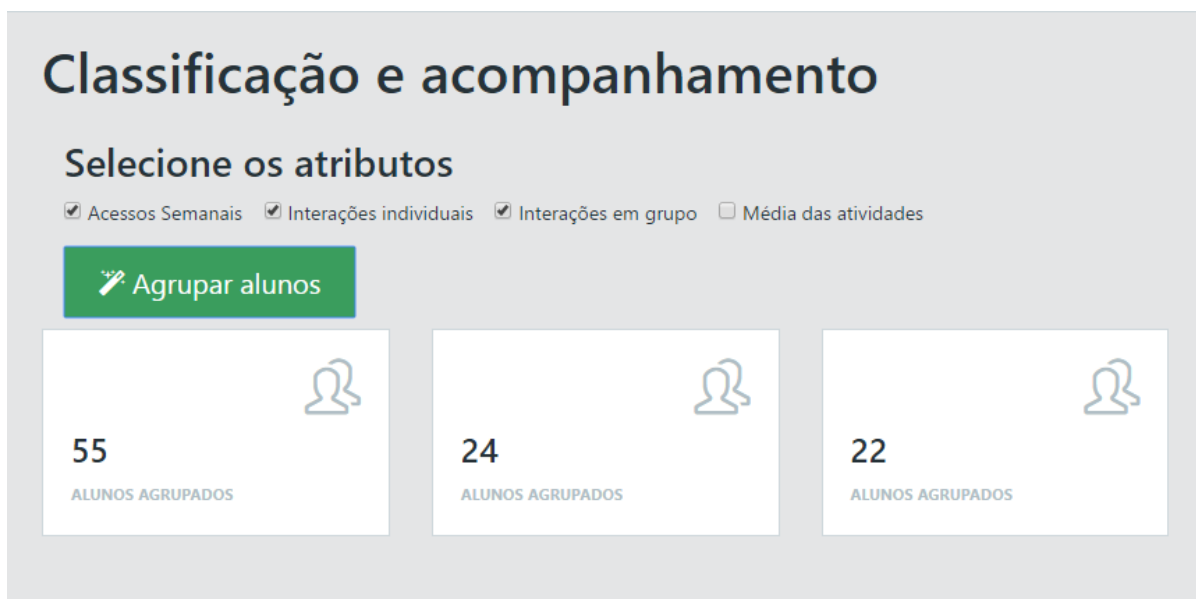 Classificação e acompanhamento
Selecione os atributos
Acessos Semanais Interações individuais Interações em grupo Média das atividades
Agrupar alunos
55 24 22
ALUNOS AGRUPADOS ALUNOS AGRUPADOS ALUNOS AGRUPADOS